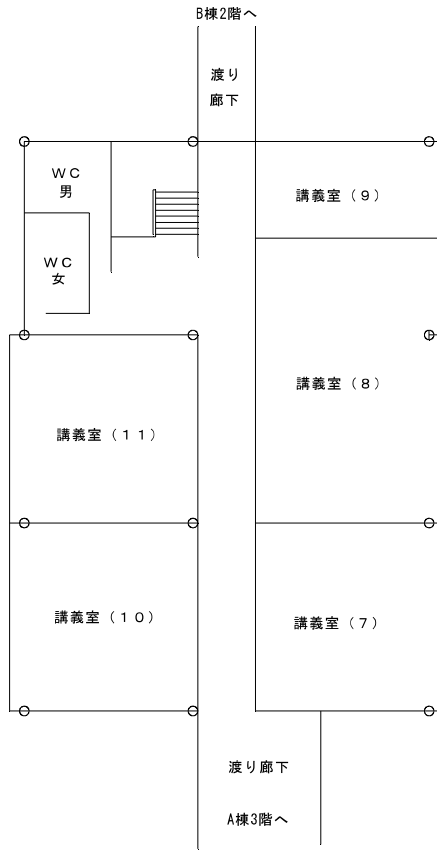 B棟2階へ
渡り
廊下
ＷＣ
男
講義室（９）
ＷＣ
女
講義室（８）
講義室（１１）
講義室（１０）
講義室（７）
渡り廊下
A棟3階へ